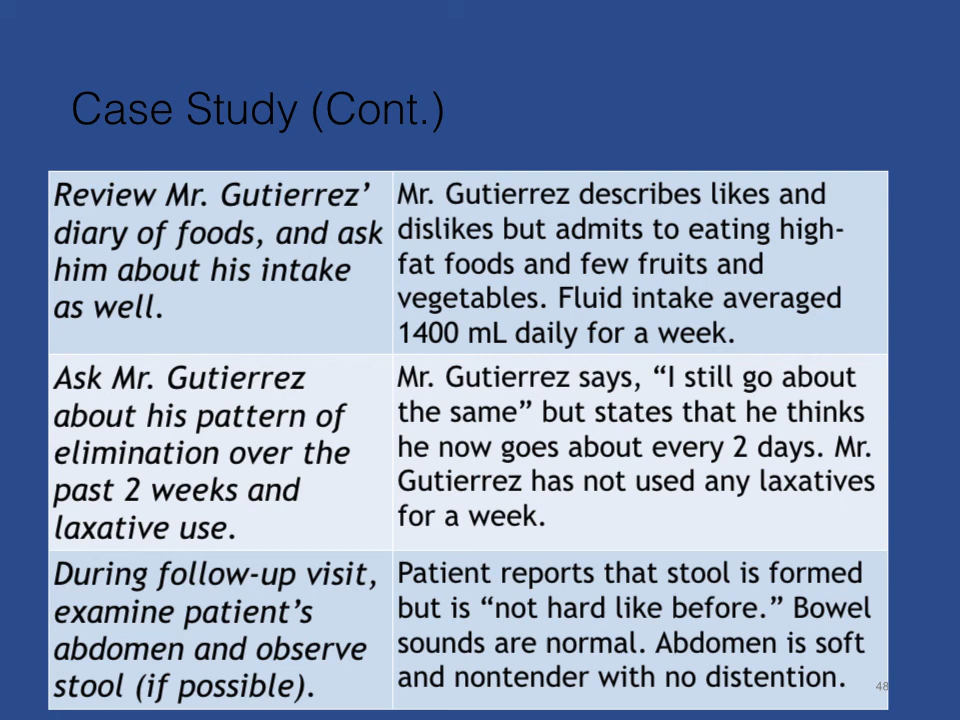 Case Study (Cont.)
Review Mr. Gutierrez’
diary of foods, and ask
him about his intake
as well.
Mr. Gutierrez describes likes and
dislikes but admits to eating high-
fat foods and few fruits and
vegetables. Fluid intake averaged
1400 mL daily for a week.
Ask Mr. Gutierrez
about his pattern of
elimination over the
past 2 weeks and
laxative use.
Mr. Gutierrez says, “I still go about
the same” but states that he thinks
he now goes about every 2 days. Mr.
Gutierrez has not used any laxatives
for a week.
During follow-up visit,
examine patient’s
abdomen and observe
stool (if possible).
Patient reports that stool is formed
but is “not hard like before.” Bowel
sounds are normal. Abdomen is soft
and nontender with no distention.
48